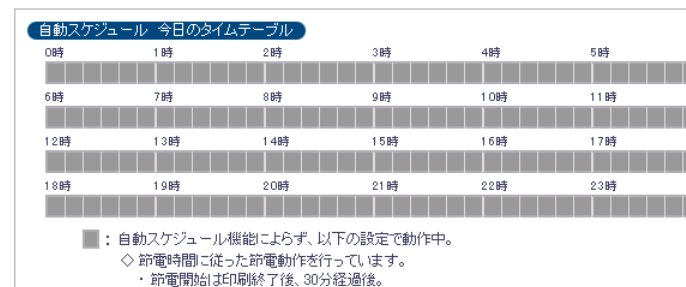 自動スケジュール 今日のタイムテーブル
0時 1時 2時 3時 4時 5時
6時 7時 8時 9時 10時 11時
12時 13時 14時 15時 16時 17時
18時 19時 20時 21時 22時 23時
：自動スケジュール機能によらず、以下の設定で動作中。
◇ 節電時間に従った節電動作を行っています。
・節電開始は印刷終了後、30分経過後。